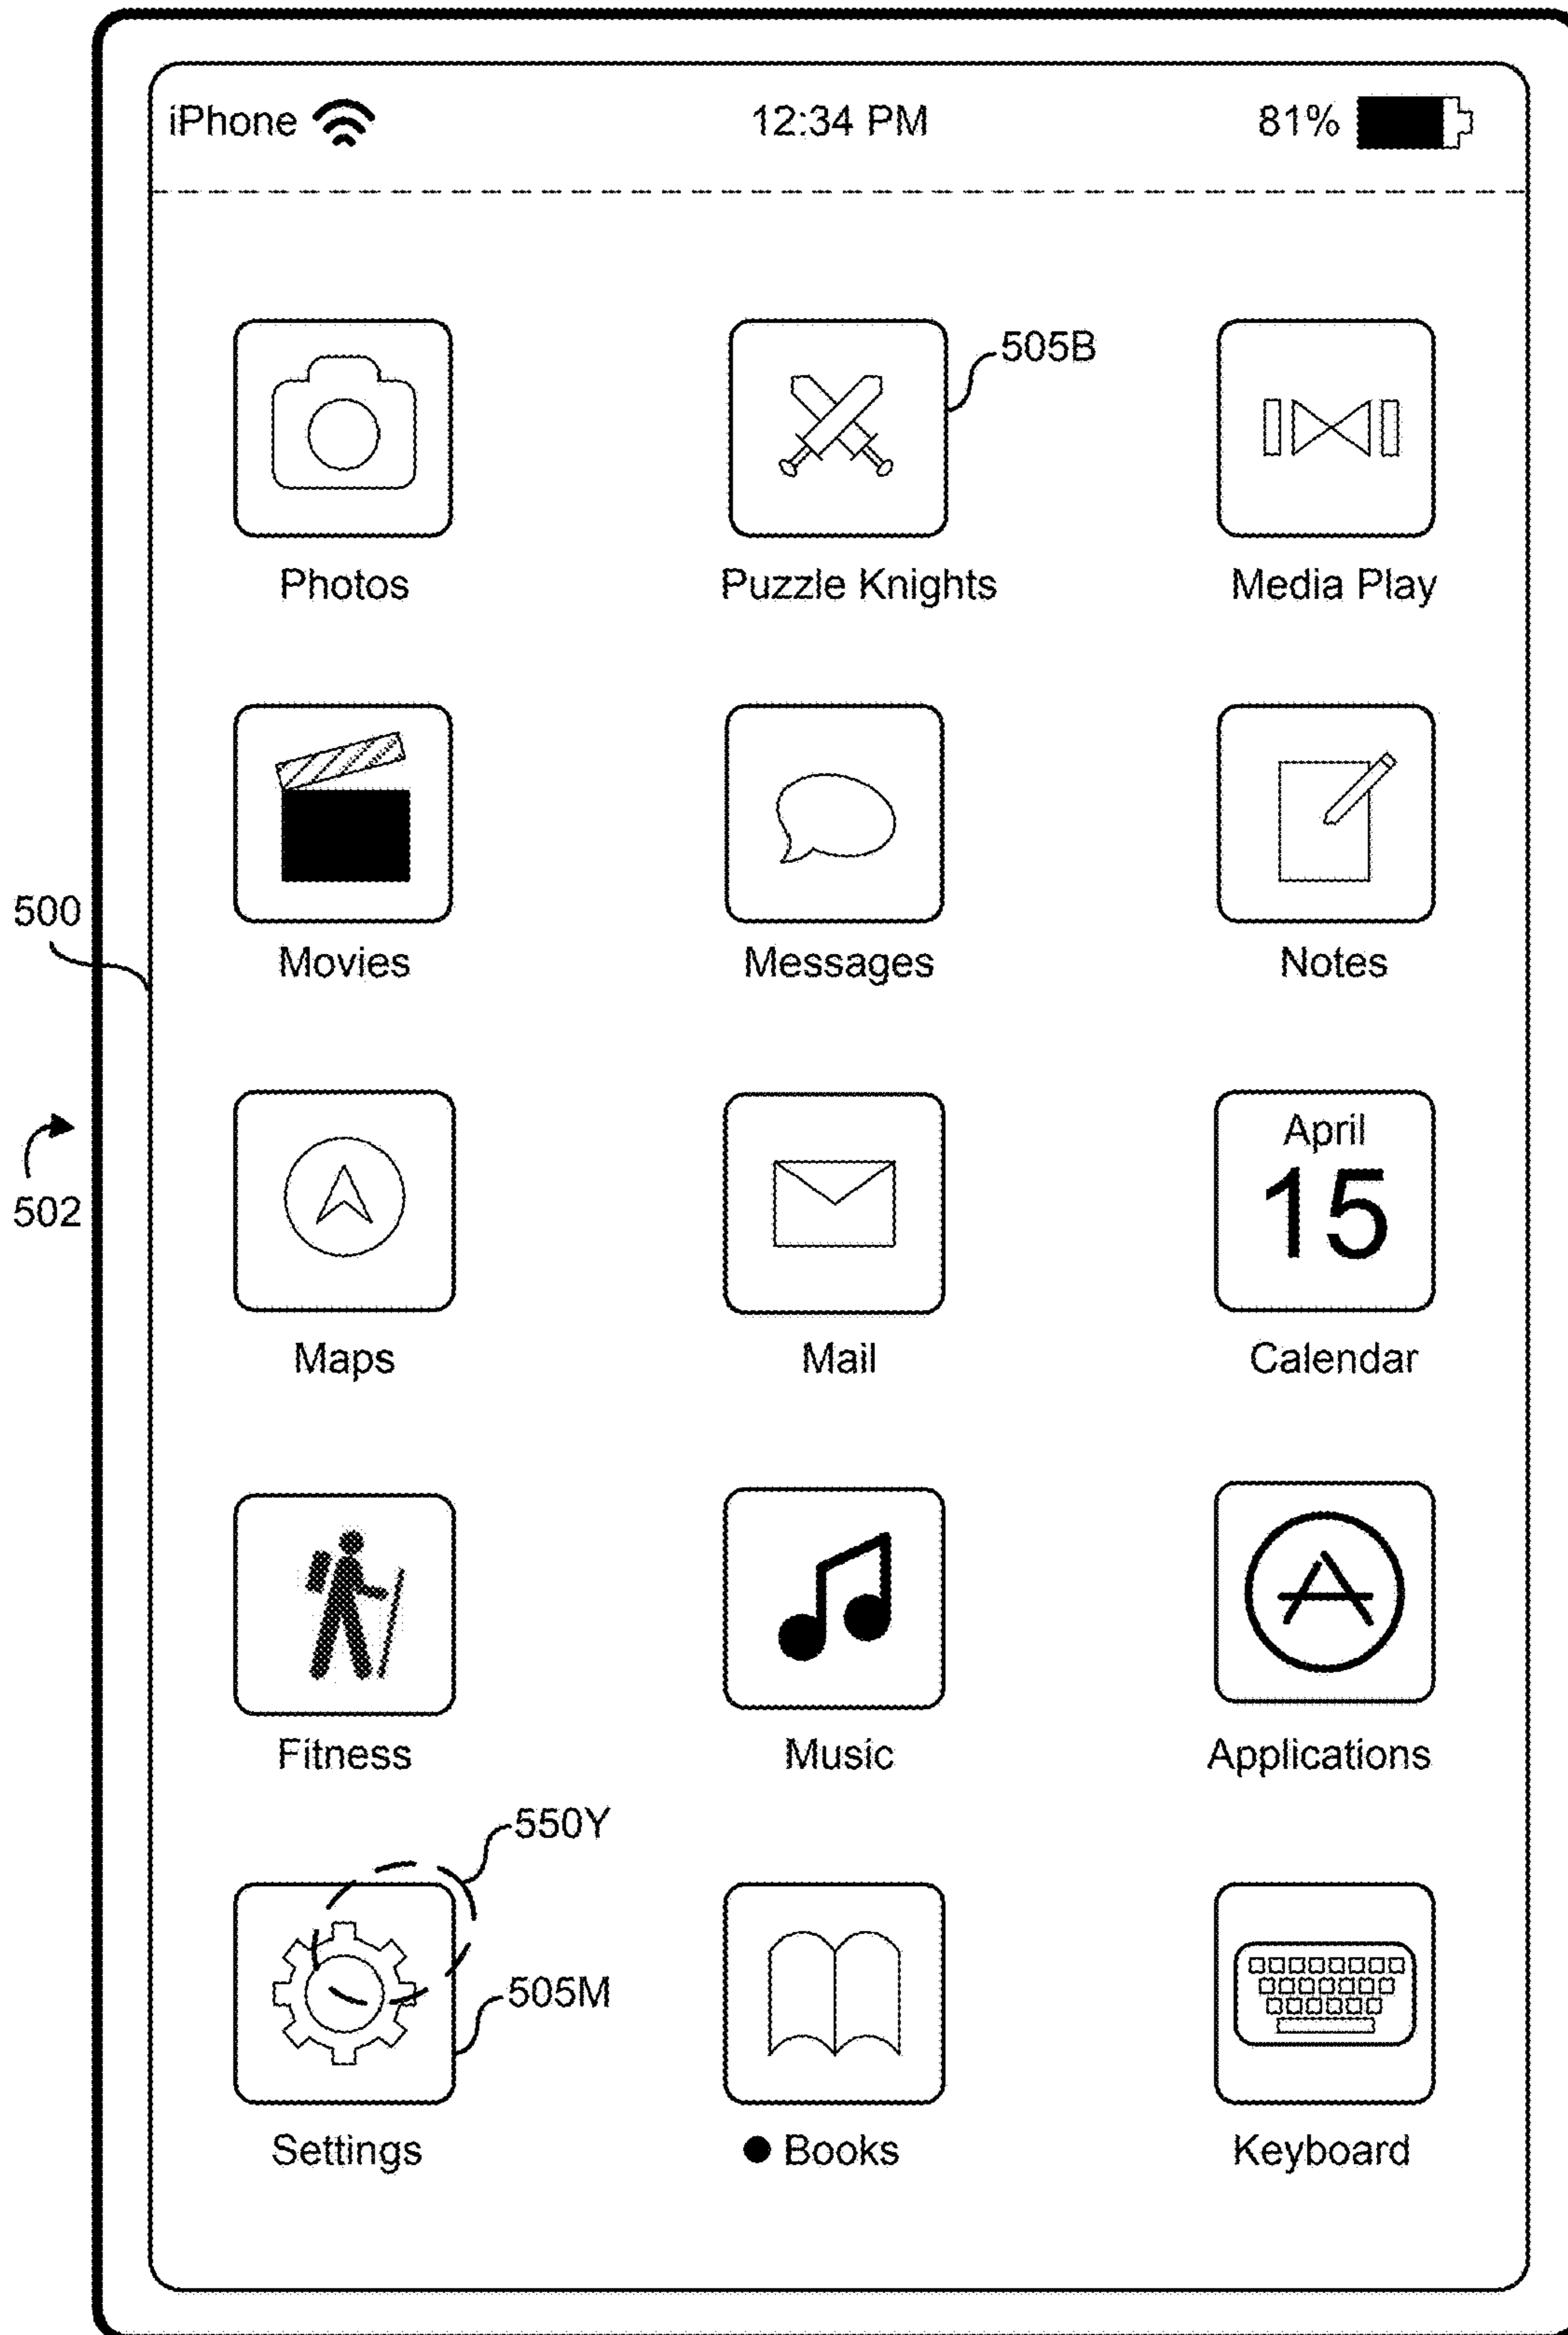 iPhone 12:34 PM 81%
505B
Photos Puzzle Knights Media Play
500
Movies Messages Notes
April
15
502
Maps Mail Calendar
Fitness Music Applications
550Y
505M
Settings ● Books Keyboard